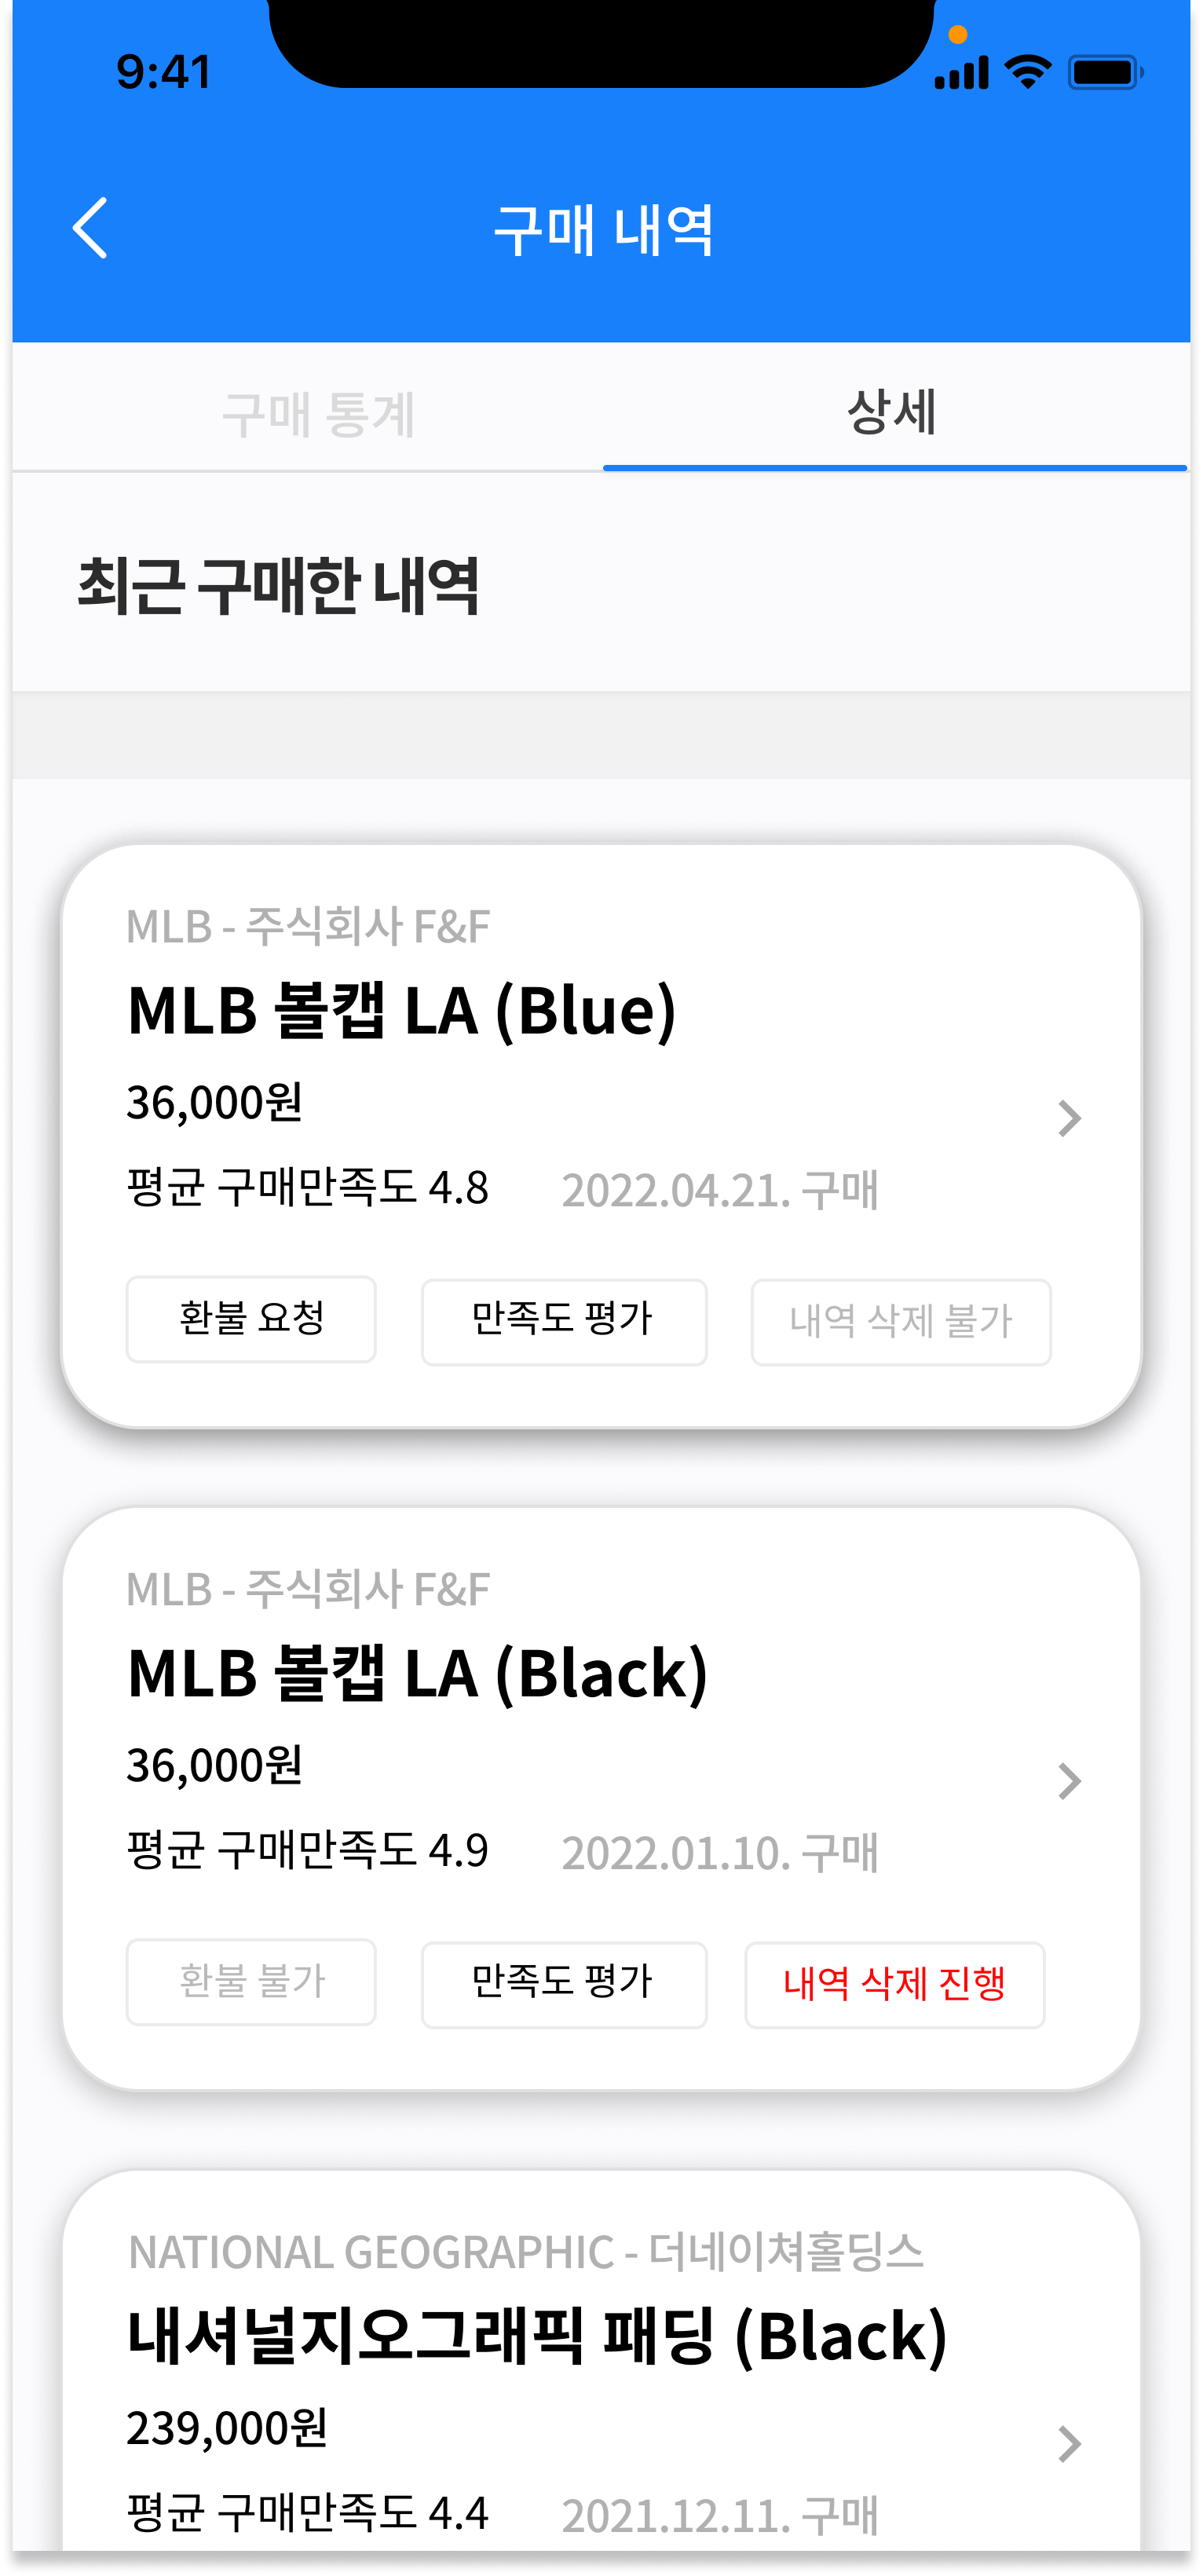 9:41
구매 내역
구매 통계
상세
최근 구매한 내역
MLB - 주식회사 F&F
MLB 볼캡 LA (Blue)
36,000원
평균 구매만족도 4.8 2022.04.21. 구매
환불 요청 만족도 평가 내역 삭제 불가
MLB - 주식회사 F&F
MLB 볼캡 LA (Black)
36,000원
평균 구매만족도 4.9 2022.01.10. 구매
환불 불가 만족도 평가 내역 삭제 진행
NATIONAL GEOGRAPHIC - 더네이쳐홀딩스
내셔널지오그래픽 패딩 (Black)
239,000원
평균 구매만족도 4.4 2021.12.11. 구매